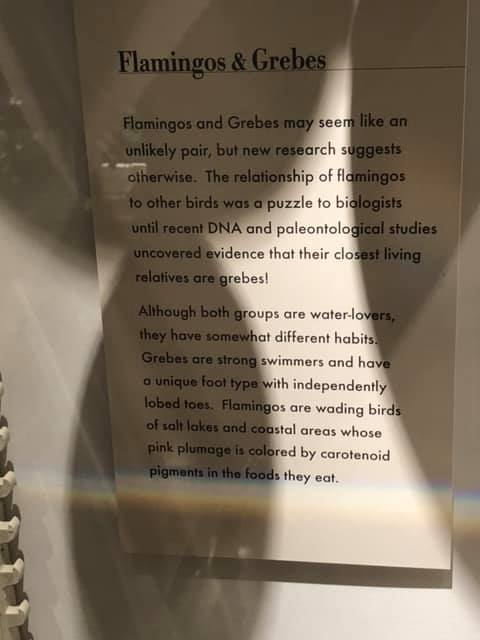 Flamingos & Grebes
Flamingos and Grebes may seem like an
unlikely pair, but new research suggests
otherwise. The relationship of flamingos
to other birds was a puzzle to biologists
until recent DNA and paleontological studies
uncovered evidence that their closest living
relatives are grebes!
Although both groups are water-lovers,
they have somewhat different habits.
Grebes are strong swimmers and have
a unique foot type with independently
lobed toes. Flamingos are wading birds
of salt lakes and coastal areas whose
pink plumage is colored by carotenoid
pigments in the foods they eat.